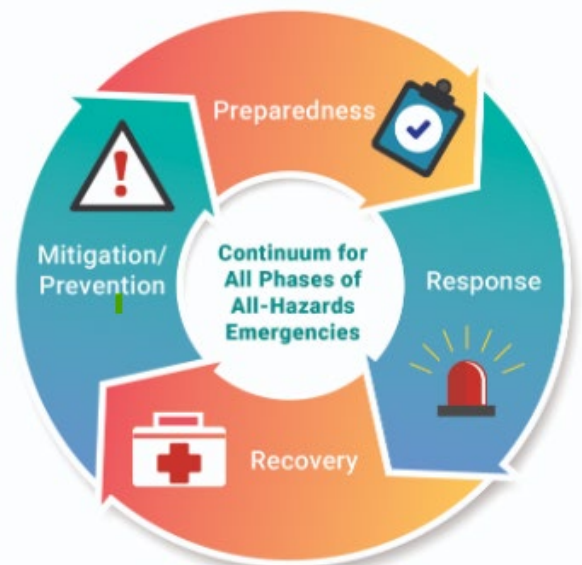 Preparedness
Mitigation/
Prevention
Continuum for
All Phases of
All-Hazards
Emergencies
Response
Recovery